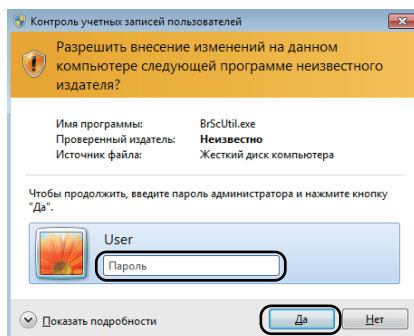 Контроль учетных записей пользователей
Разрешить внесение изменений на данном
компьютере следующей программе неизвестного
издателя?
Имя программы: BrScUtil.exe
Проверенный издатель: Неизвестно
Источник файла: Жесткий диск компьютера
Чтобы продолжить, введите пароль администратора и нажмите кнопку
"Да".
User
Пароль
Показать подробности
Да
Нет